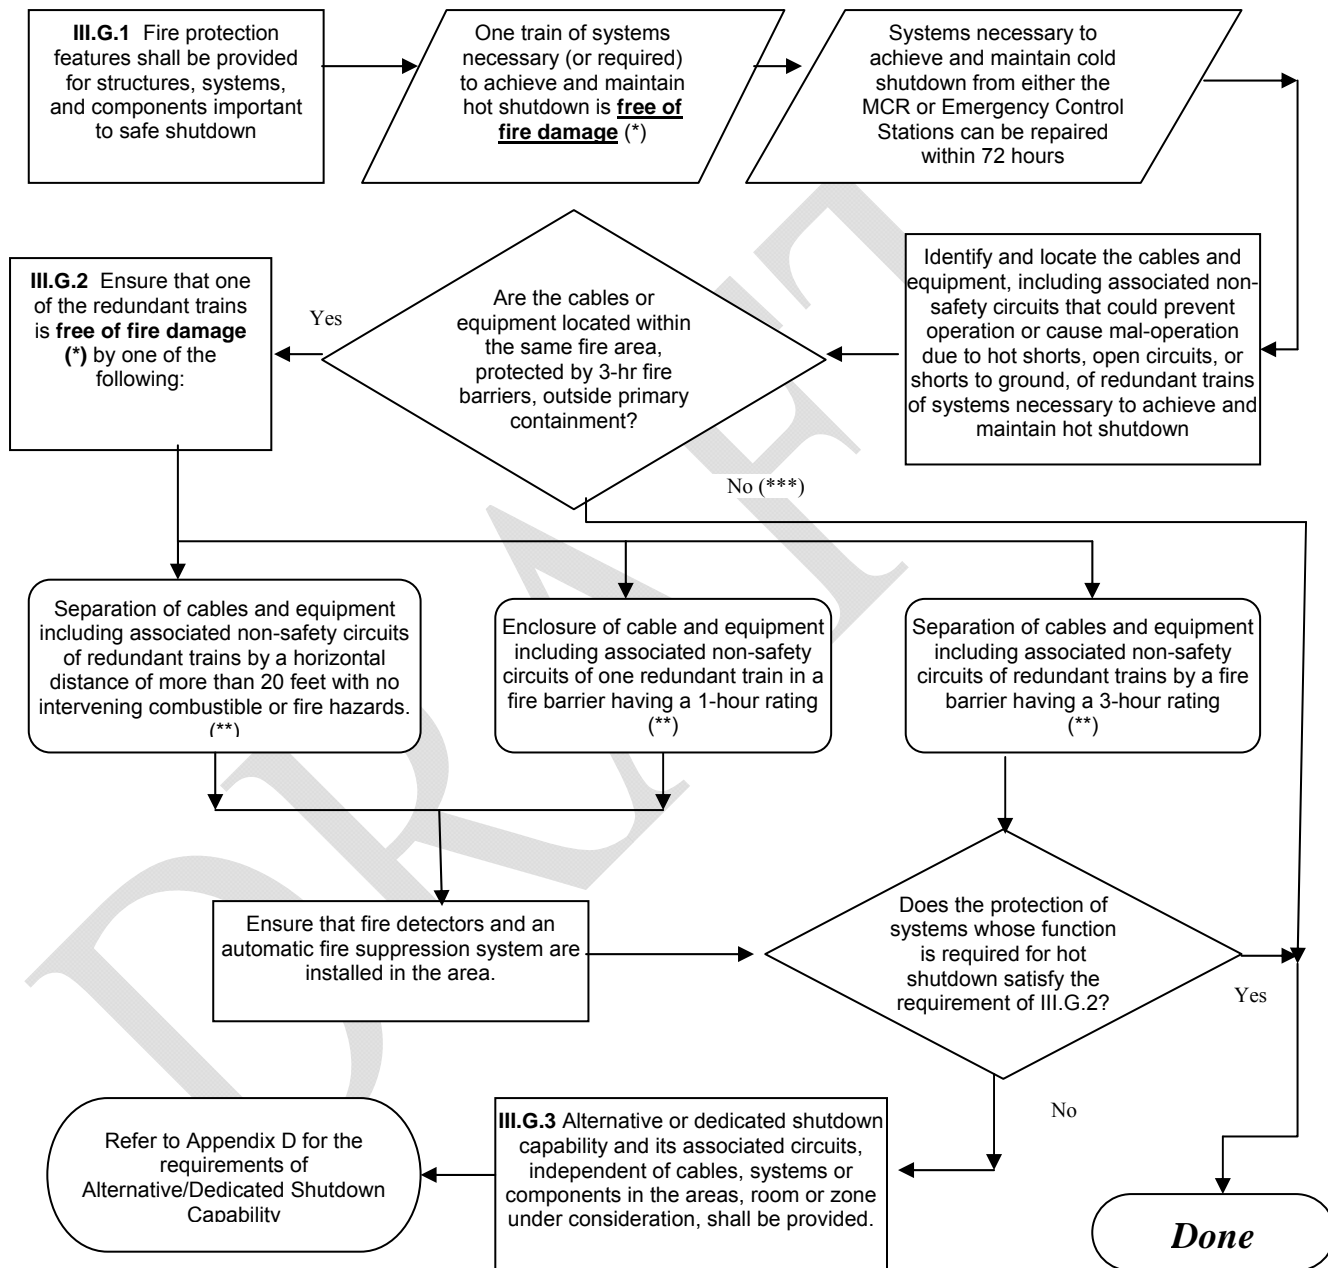 III.G.1 Fire protection
features shall be provided
for structures, systems,
and components important
to safe shutdown
One train of systems
necessary (or required)
to achieve and maintain
hot shutdown is free of
fire damage (*)
Systems necessary to
achieve and maintain cold
shutdown from either the
MCR or Emergency Control
Stations can be repaired
within 72 hours
Identify and locate the cables and
equipment, including associated non-
safety circuits that could prevent
operation or cause mal-operation
due to hot shorts, open circuits, or
shorts to ground, of redundant trains
of systems necessary to achieve and
maintain hot shutdown
Are the cables or
equipment located within
the same fire area,
protected by 3-hr fire
barriers, outside primary
containment?
Yes
No (***)
III.G.2 Ensure that one
of the redundant trains
is free of fire damage
(*) by one of the
following:
Separation of cables and equipment
including associated non-safety circuits
of redundant trains by a horizontal
distance of more than 20 feet with no
intervening combustible or fire hazards.
(**)
Enclosure of cable and equipment
including associated non-safety
circuits of one redundant train in a
fire barrier having a 1-hour rating
(**)
Separation of cables and equipment
including associated non-safety
circuits of redundant trains by a fire
barrier having a 3-hour rating
(**)
Ensure that fire detectors and an
automatic fire suppression system are
installed in the area.
Does the protection of
systems whose function
is required for hot
shutdown satisfy the
requirement of III.G.2?
Yes
No
III.G.3 Alternative or dedicated shutdown
capability and its associated circuits,
independent of cables, systems or
components in the areas, room or zone
under consideration, shall be provided.
Refer to Appendix D for the
requirements of
Alternative/Dedicated Shutdown
Capability
Done
DRAFT